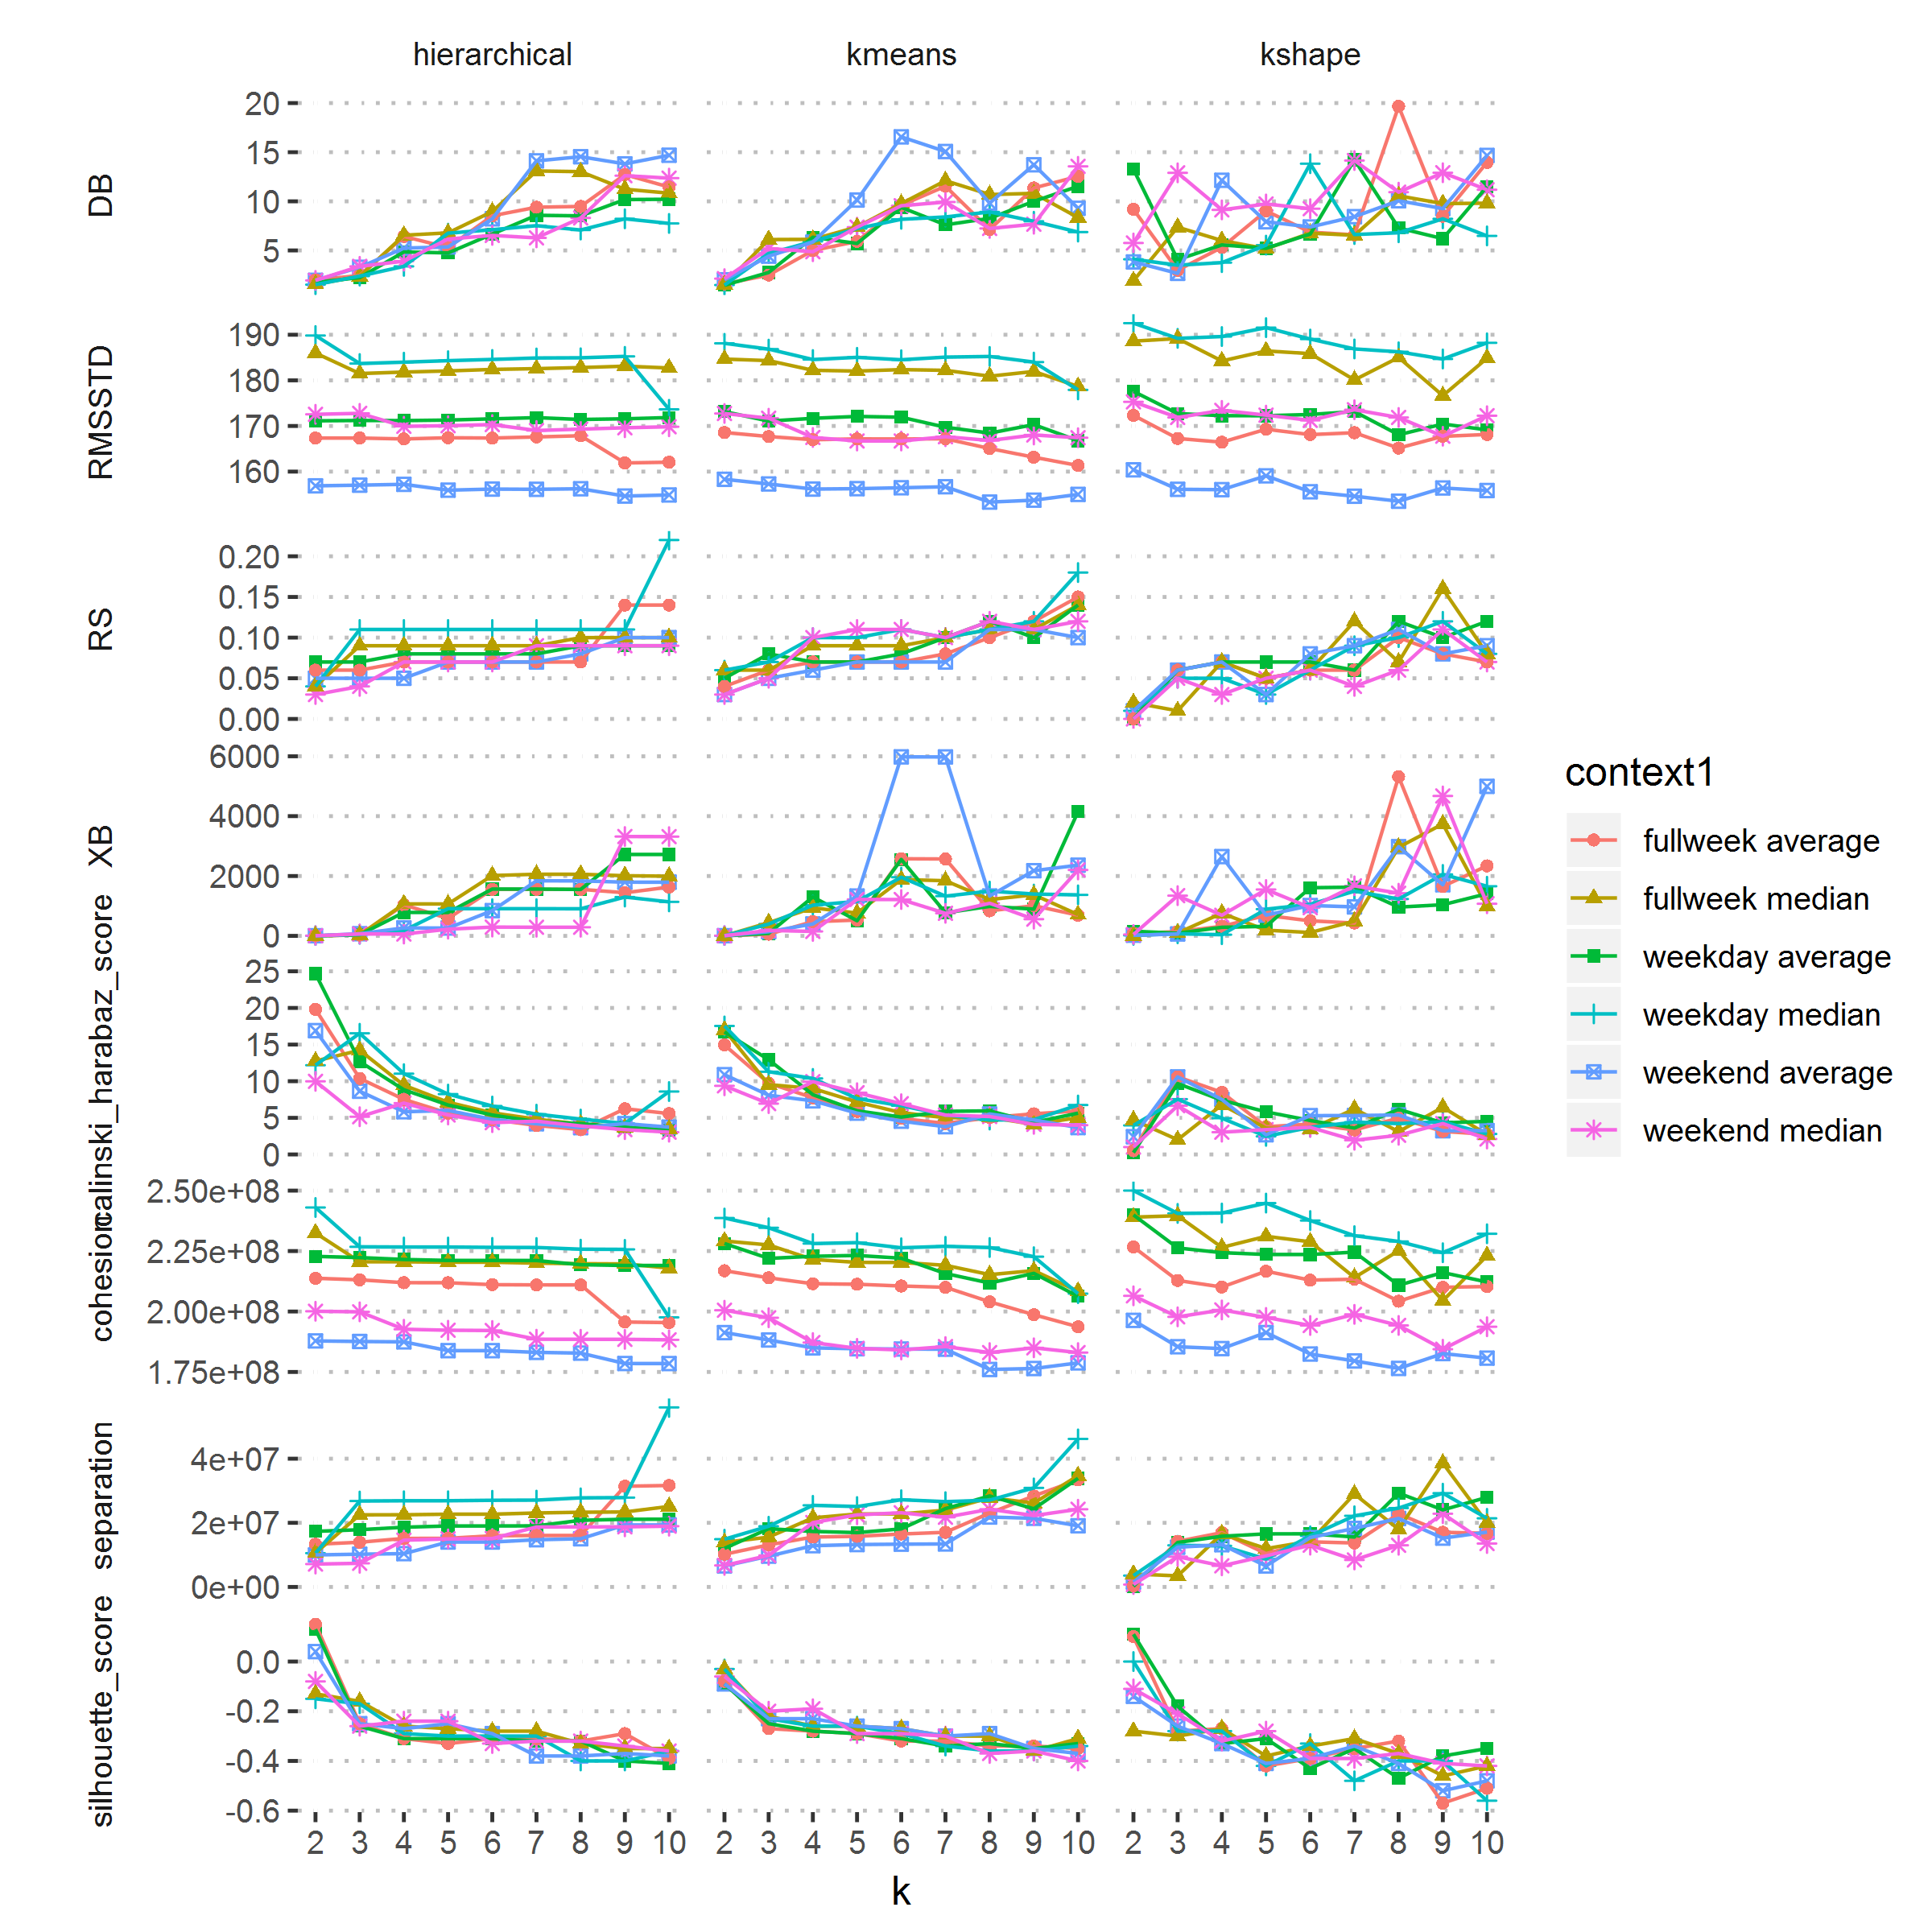 hierarchical kmeans kshape
DB
20
15
10
5
RMSSTD
190
180
170
160
RS
0.20
0.15
0.10
0.05
0.00
XB
6000
4000
2000
0
calinski_harabaz_score
25
20
15
10
5
0
cohesion
2.50e+08
2.25e+08
2.00e+08
1.75e+08
separation
4e+07
2e+07
0e+00
silhouette_score
0.0
-0.2
-0.4
-0.6
2 3 4 5 6 7 8 9 10 2 3 4 5 6 7 8 9 10 2 3 4 5 6 7 8 9 10
k
context1
fullweek average
fullweek median
weekday average
weekday median
weekend average
weekend median